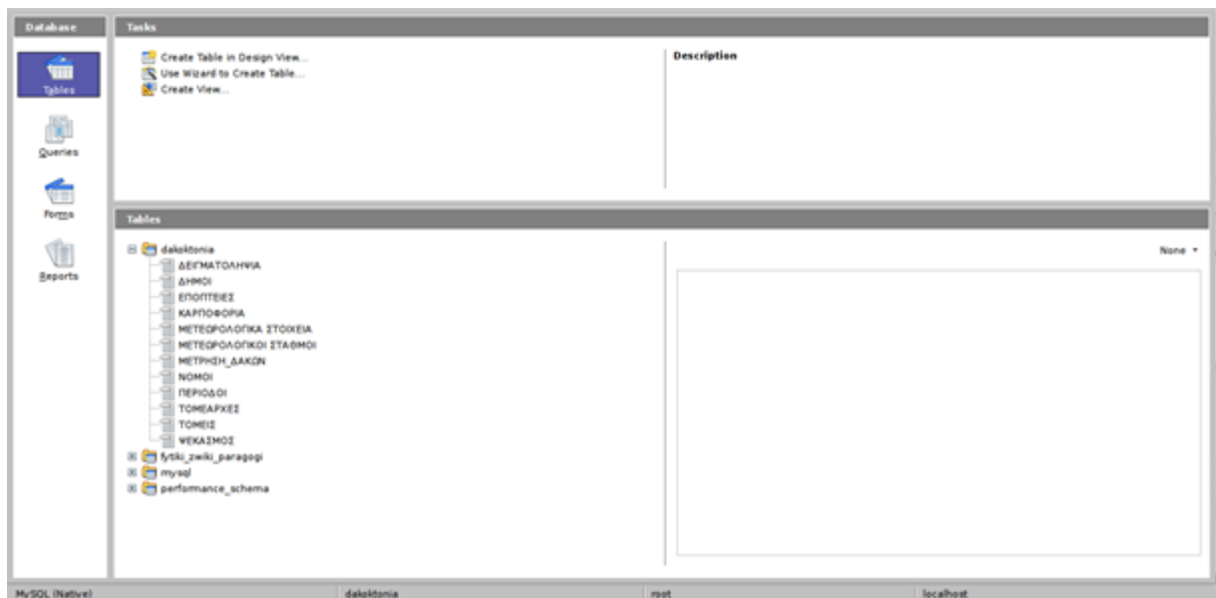 Database
Tasks
Tables
Queries
Forms
Reports
Create Table in Design View...
Use Wizard to Create Table...
Create View...
Description
Tables
dakoktonia
ΔΕΙΓΜΑΤΟΛΗΨΙΑ
ΔΗΜΟΙ
ΕΠΟΠΤΕΙΕΣ
ΚΑΡΠΟΦΟΡΙΑ
ΜΕΤΕΩΡΟΛΟΓΙΚΑ ΣΤΟΙΧΕΙΑ
ΜΕΤΕΩΡΟΛΟΓΙΚΟΙ ΣΤΑΘΜΟΙ
ΜΕΤΡΗΣΗ_ΔΑΚΩΝ
ΝΟΜΟΙ
ΠΕΡΙΟΔΟΙ
ΤΟΜΕΑΡΧΕΣ
ΤΟΜΕΙΣ
ΨΕΚΑΣΜΟΣ
fytiki_zwiki_paragogi
mysql
performance_schema
None
MySQL (Native)
dakoktonia
root
localhost